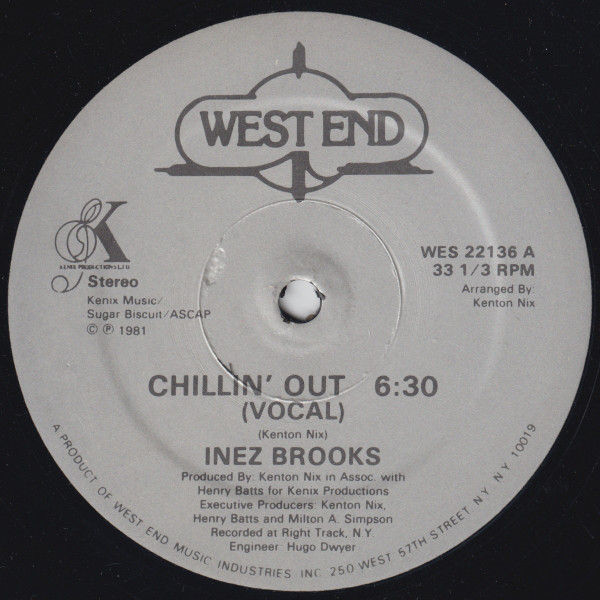 WEST END
K
KENIX PRODUCTIONS LTD
Stereo
Kenix Music/
Sugar Biscuit/ASCAP
© ℗ 1981
WES 22136 A
33 1/3 RPM
Arranged By:
Kenton Nix
CHILLIN' OUT 6:30
(VOCAL)
(Kenton Nix)
INEZ BROOKS
Produced By: Kenton Nix in Assoc. with
Henry Batts for Kenix Productions
Executive Producers: Kenton Nix,
Henry Batts and Milton A. Simpson
Recorded at Right Track, N.Y.
Engineer: Hugo Dwyer
A PRODUCT OF WEST END MUSIC INDUSTRIES INC. 250 WEST 57TH STREET N.Y. N.Y. 10019